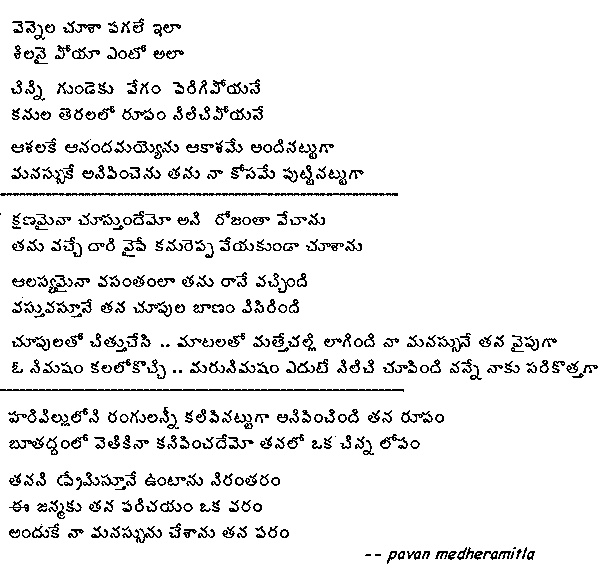 వెన్నెల చూశా పగలే ఇలా
శిలనై పోయా ఎంటో అలా
చిన్ని గుండెకు వేగం పెరిగిపోయనే
కనుల తెరలలో రూపం నిలిచిపోయనే
ఆశలకే ఆనందమయ్యెను ఆకాశమే అందినట్టుగా
మనస్సుకే అనిపించెను తను నా కోసమే పుట్టినట్టుగా
క్షణమైనా చూస్తుందేమో అని రోజంతా వేచాను
తను వచ్చే దారి వైపే కనురెప్ప వేయకుండా చూశాను
ఆలస్యమైనా వసంతంలా తను రానే వచ్చింది
వస్తువస్తూనే తన చూపుల బాణం విసిరింది
చూపులతో చిత్తుచేసి .. మాటలతో మత్తేచల్లి లాగింది నా మనస్సునే తన వైపుగా
ఓ నిమిషం కలలోకొచ్చి .. మరునిమిషం ఎదుటే నిలిచి చూపింది నన్నే నాకు సరికొత్తగా
హరివిల్లులోని రంగులన్నీ కలిపినట్టుగా అనిపించింది తన రూపం
బూతద్దంలో వెతికినా కనిపించదేమో తనలో ఒక చిన్న లోపం
తనని ప్రేమిస్తూనే ఉంటాను నిరంతరం
ఈ జన్మకు తన పరిచయం ఒక వరం
అందుకే నా మనస్సును చేశాను తన పరం
-- pavan medheramitla